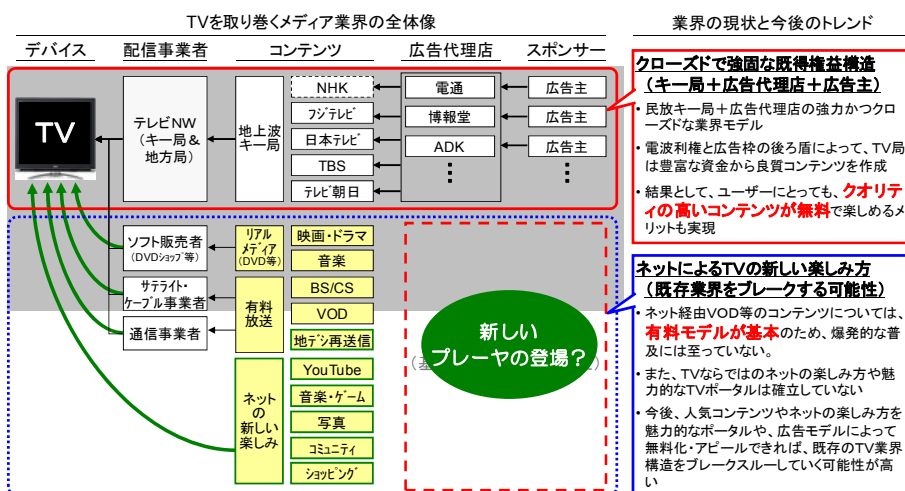 TVを取り巻くメディア業界の全体像
業界の現状と今後のトレンド
デバイス
配信事業者
コンテンツ
広告代理店
スポンサー
TV
テレビNW
(キー局&
地方局)
地上波
キー局
NHK
フジテレビ
日本テレビ
TBS
テレビ朝日
電通
博報堂
ADK
広告主
広告主
広告主
ソフト販売者
(DVDショップ等)
サテライト・
ケーブル事業者
通信事業者
リアル
メディア
(DVD等)
有料
放送
ネット
の
新しい
楽しみ
映画・ドラマ
音楽
BS/CS
VOD
地デジ再送信
YouTube
音楽・ゲーム
写真
コミュニティ
ショッピング
新しい
プレーヤの登場?
クローズドで強固な既得権益構造
(キー局+広告代理店+広告主)
・民放キー局+広告代理店の強力かつクロ
ーズドな業界モデル
・電波利権と広告枠の後ろ盾によって、TV局
は豊富な資金から良質コンテンツを作成
・結果として、ユーザーにとっても、クオリテ
ィの高いコンテンツが無料で楽しめるメ
リットも実現
ネットによるTVの新しい楽しみ方
(既存業界をブレークする可能性)
・ネット経由VOD等のコンテンツについては、
有料モデルが基本のため、爆発的な普
及には至っていない。
・また、TVならではのネットの楽しみ方や魅
力的なTVポータルは確立していない
・今後、人気コンテンツやネットの楽しみ方を
魅力的なポータルや、広告モデルによって
無料化・アピールできれば、既存のTV業界
構造をブレークスルーしていく可能性が高
い